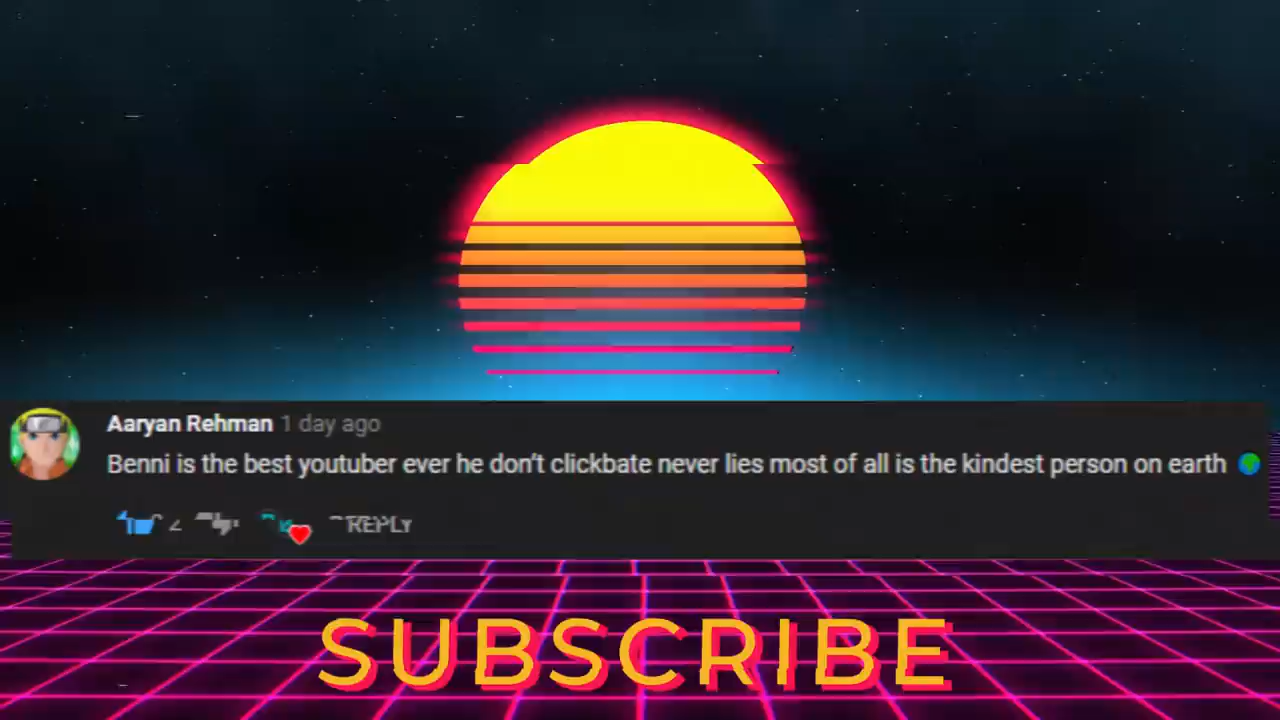 Aaryan Rehman 1 day ago
Benni is the best youtuber ever he don't clickbate never lies most of all is the kindest person on earth 🌍
REPLY
SUBSCRIBE